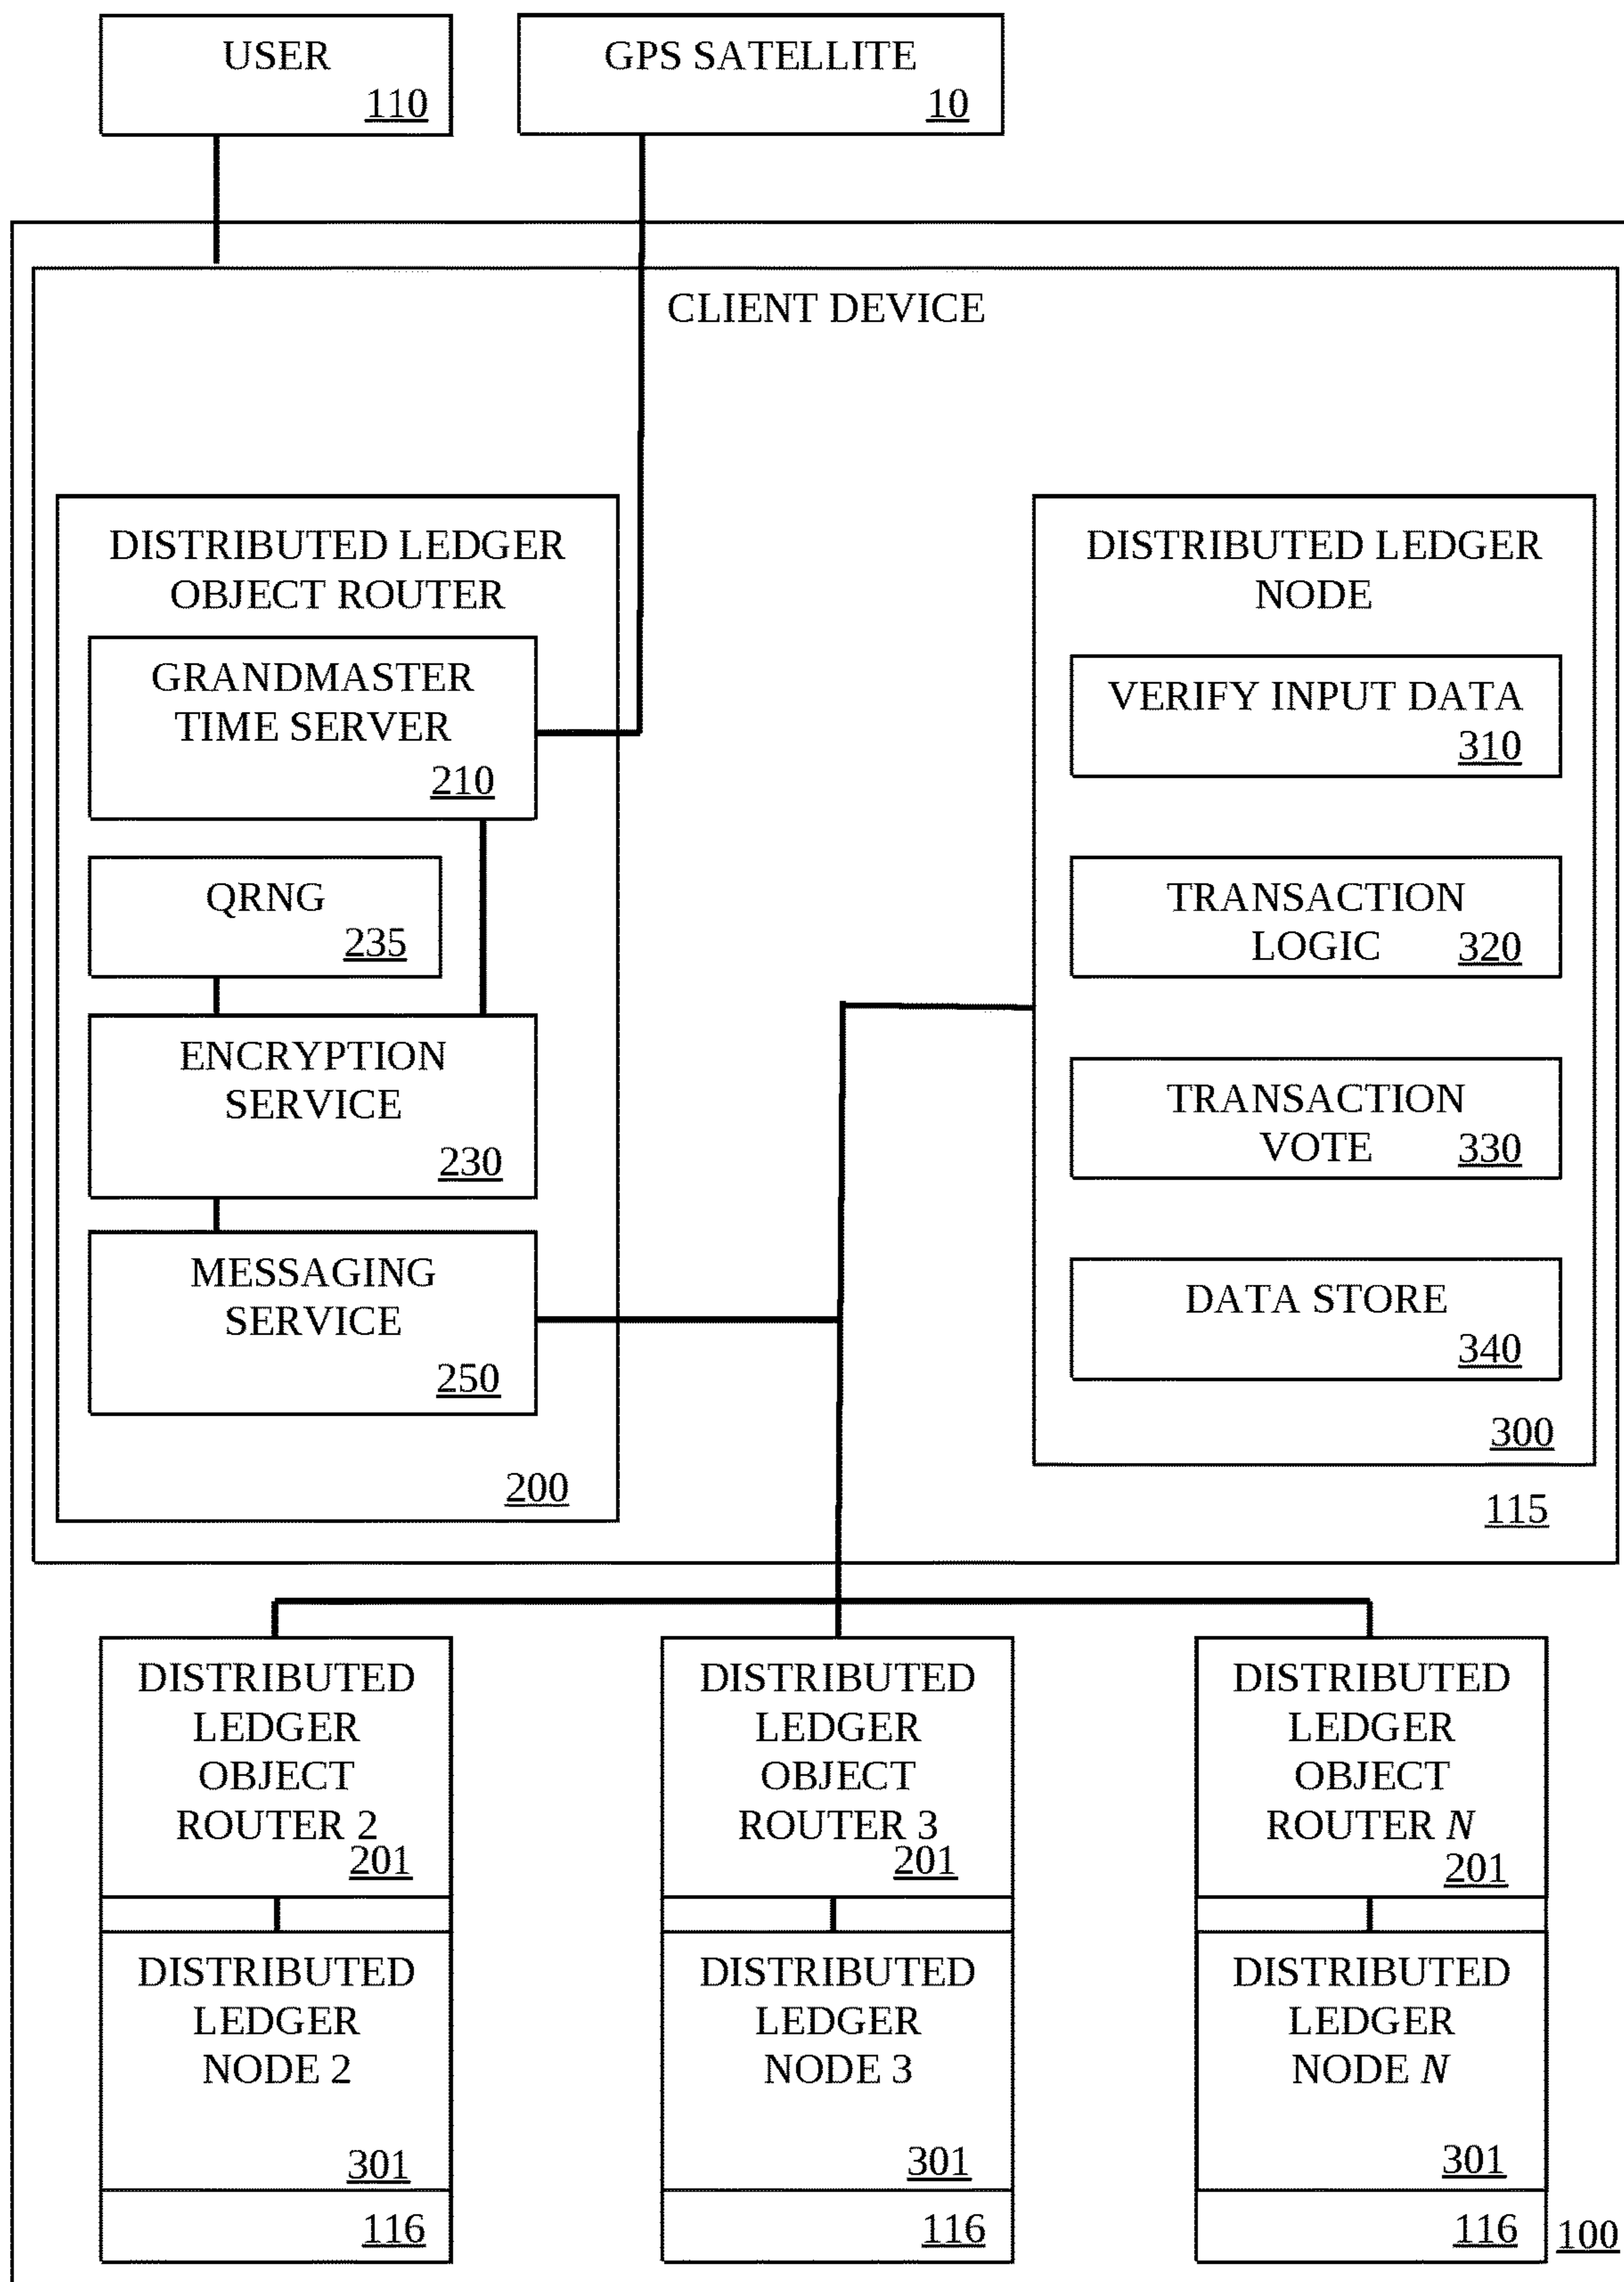 USER
110
GPS SATELLITE
10
CLIENT DEVICE
DISTRIBUTED LEDGER
OBJECT ROUTER
GRANDMASTER
TIME SERVER
210
QRNG
235
ENCRYPTION
SERVICE
230
MESSAGING
SERVICE
250
200
DISTRIBUTED LEDGER
NODE
VERIFY INPUT DATA
310
TRANSACTION
LOGIC 320
TRANSACTION
VOTE 330
DATA STORE
340
300
115
DISTRIBUTED
LEDGER
OBJECT
ROUTER 2
201
DISTRIBUTED
LEDGER
NODE 2
301
116
DISTRIBUTED
LEDGER
OBJECT
ROUTER 3
201
DISTRIBUTED
LEDGER
NODE 3
301
116
DISTRIBUTED
LEDGER
OBJECT
ROUTER N
201
DISTRIBUTED
LEDGER
NODE N
301
116
100